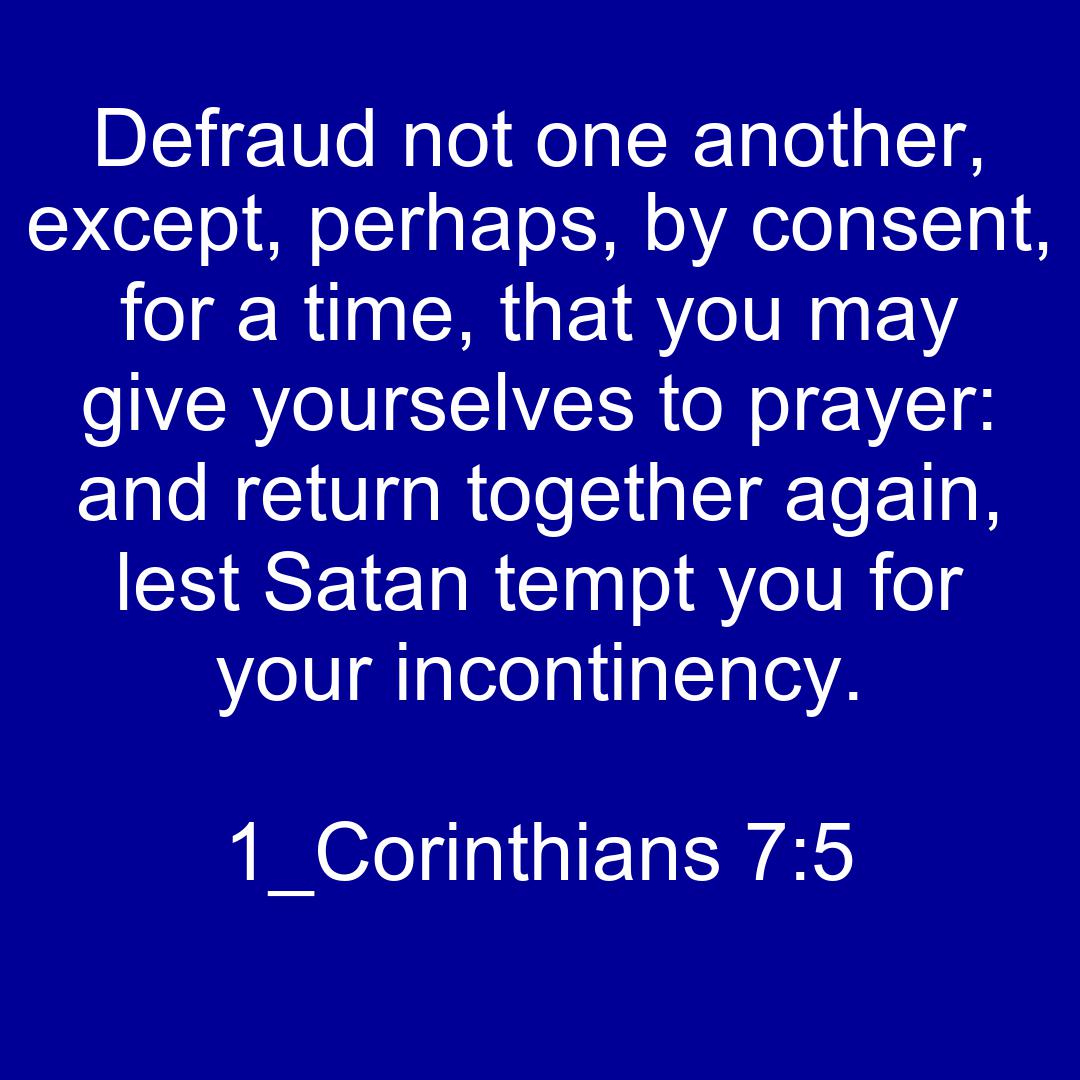 Defraud not one another,
except, perhaps, by consent,
for a time, that you may
give yourselves to prayer:
and return together again,
lest Satan tempt you for
your incontinency.
1_Corinthians 7:5